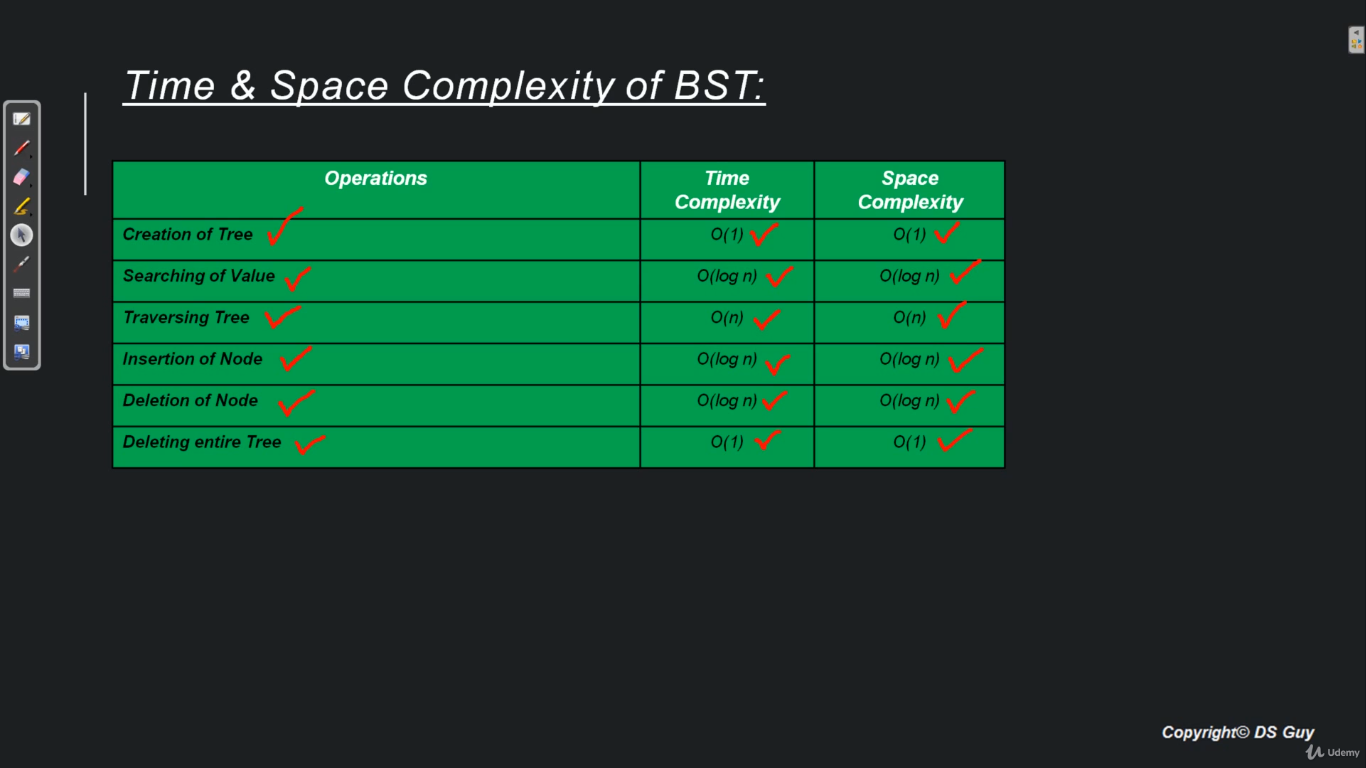 Time & Space Complexity of BST:
Operations
Time
Complexity
Space
Complexity
Creation of Tree
O(1)
O(1)
Searching of Value
O(log n)
O(log n)
Traversing Tree
O(n)
O(n)
Insertion of Node
O(log n)
O(log n)
Deletion of Node
O(log n)
O(log n)
Deleting entire Tree
O(1)
O(1)
Copyright© DS Guy
Udemy